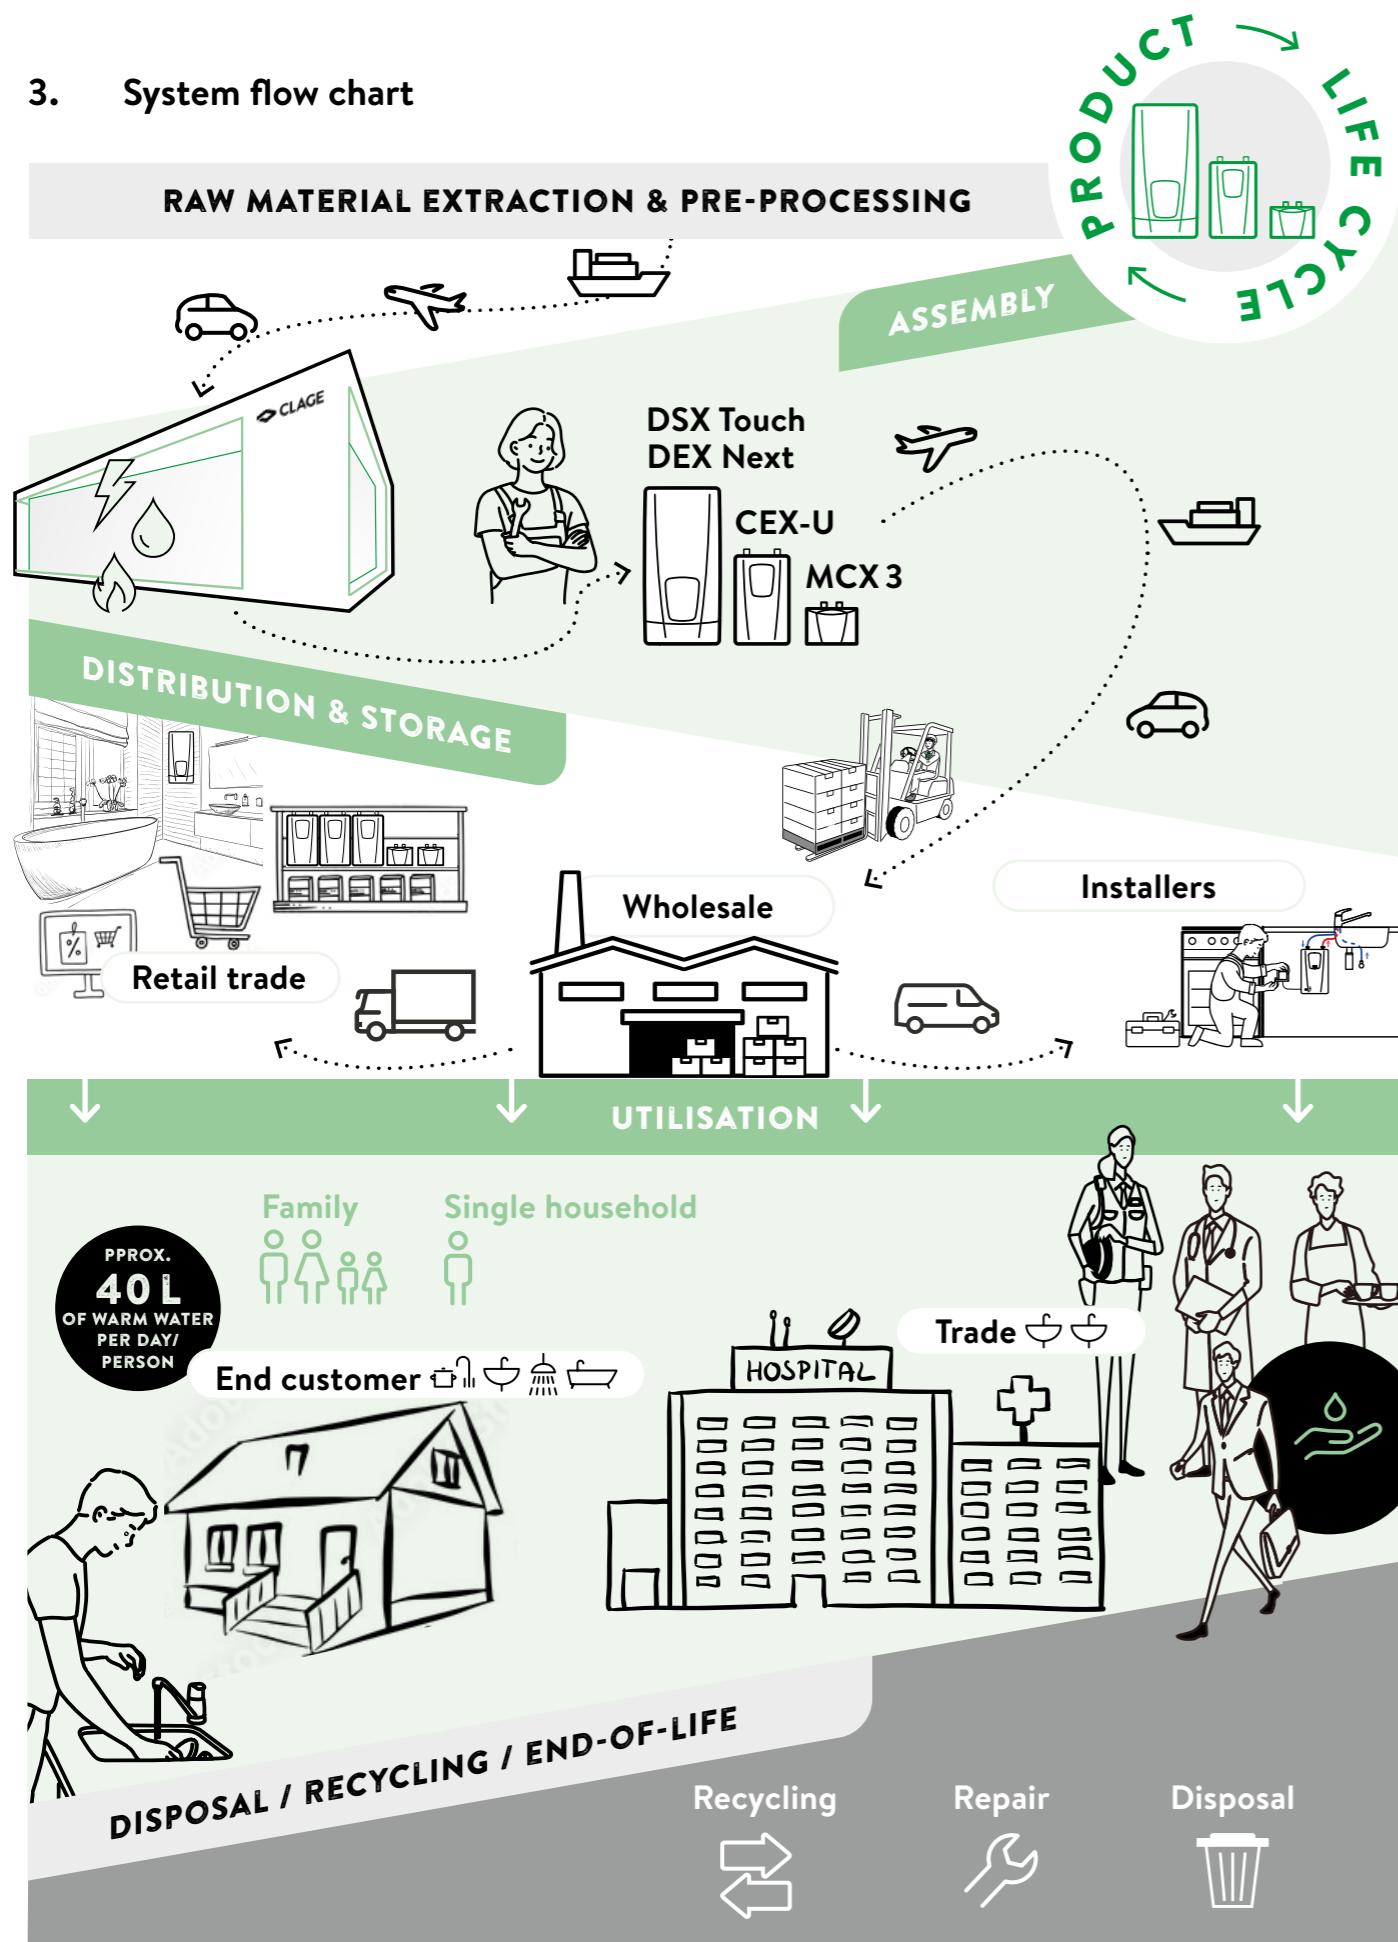 3. System flow chart
PRODUCT LIFE CYCLE
RAW MATERIAL EXTRACTION & PRE-PROCESSING
ASSEMBLY
CLAGE
DSX Touch
DEX Next
CEX-U
MCX 3
DISTRIBUTION & STORAGE
Wholesale
Installers
%
Retail trade
UTILISATION
Family
Single household
PPROX.
40 L
OF WARM WATER
PER DAY/
PERSON
End customer
Trade
HOSPITAL
DISPOSAL / RECYCLING / END-OF-LIFE
Recycling
Repair
Disposal